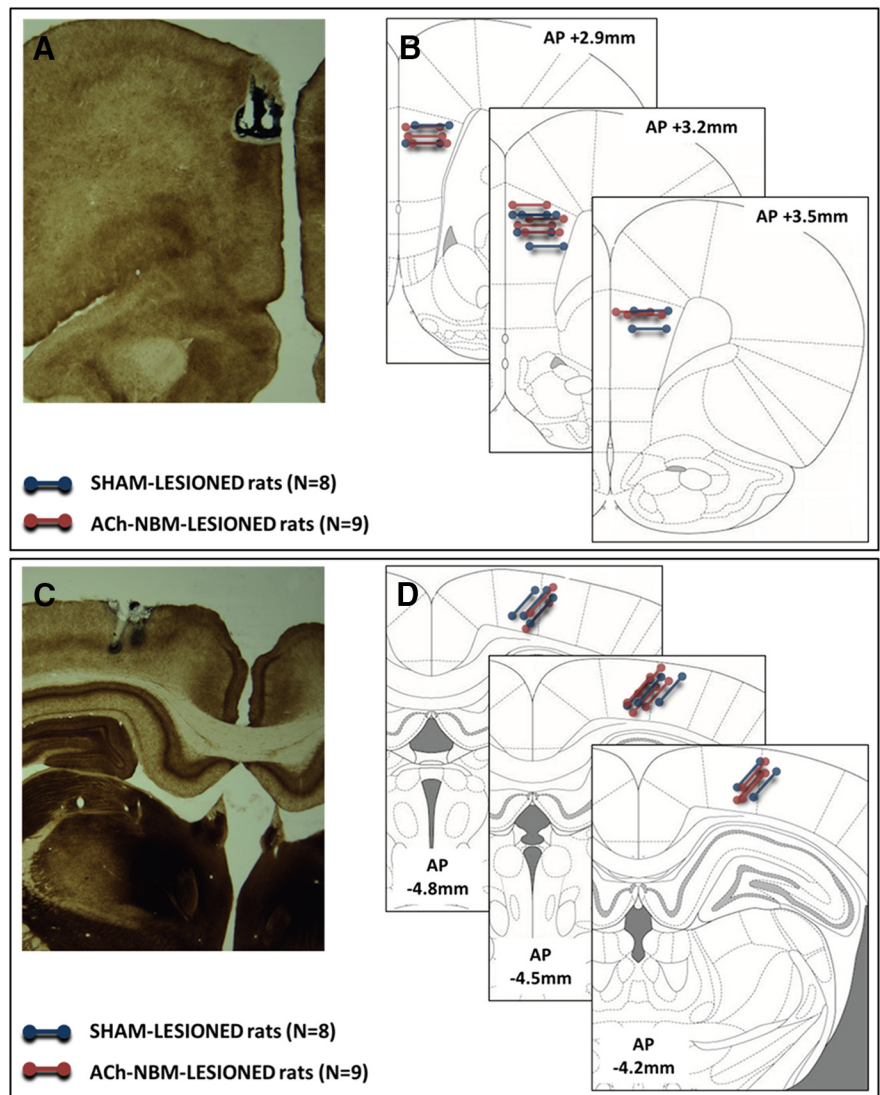 A
B
AP +2.9mm
AP +3.2mm
AP +3.5mm
SHAM-LESIONED rats (N=8)
ACh-NBM-LESIONED rats (N=9)
C
D
AP
-4.8mm
AP
-4.5mm
AP
-4.2mm
SHAM-LESIONED rats (N=8)
ACh-NBM-LESIONED rats (N=9)